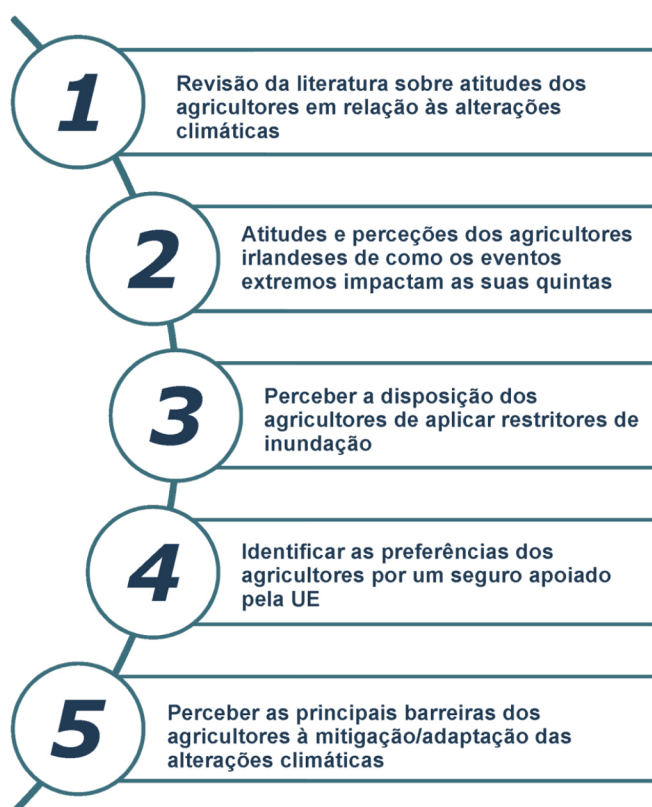 1
Revisão da literatura sobre atitudes dos
agricultores em relação às alterações
climáticas
2
Atitudes e perceções dos agricultores
irlandeses de como os eventos
extremos impactam as suas quintas
3
Perceber a disposição dos
agricultores de aplicar restritores de
inundação
4
Identificar as preferências dos
agricultores por um seguro apoiado
pela UE
5
Perceber as principais barreiras dos
agricultores à mitigação/adaptação das
alterações climáticas